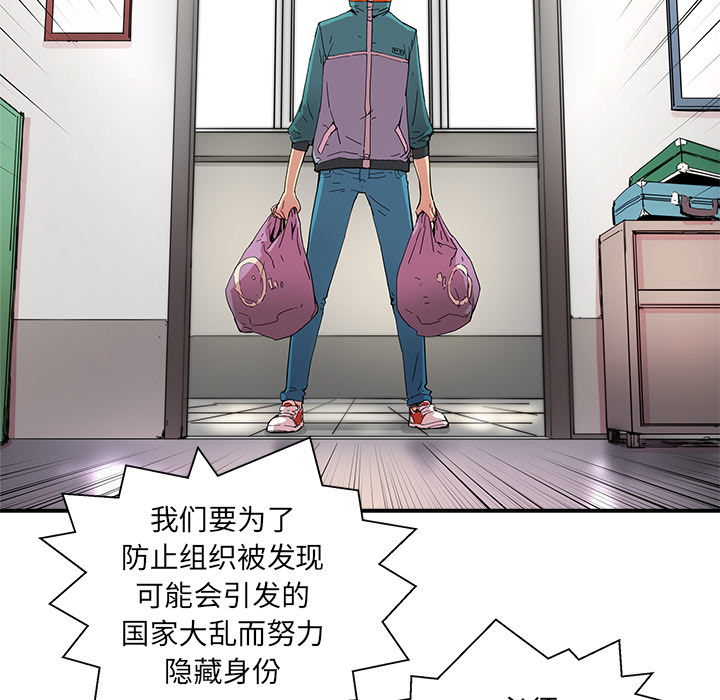 我们要为了
防止组织被发现
可能会引发的
国家大乱而努力
隐藏身份